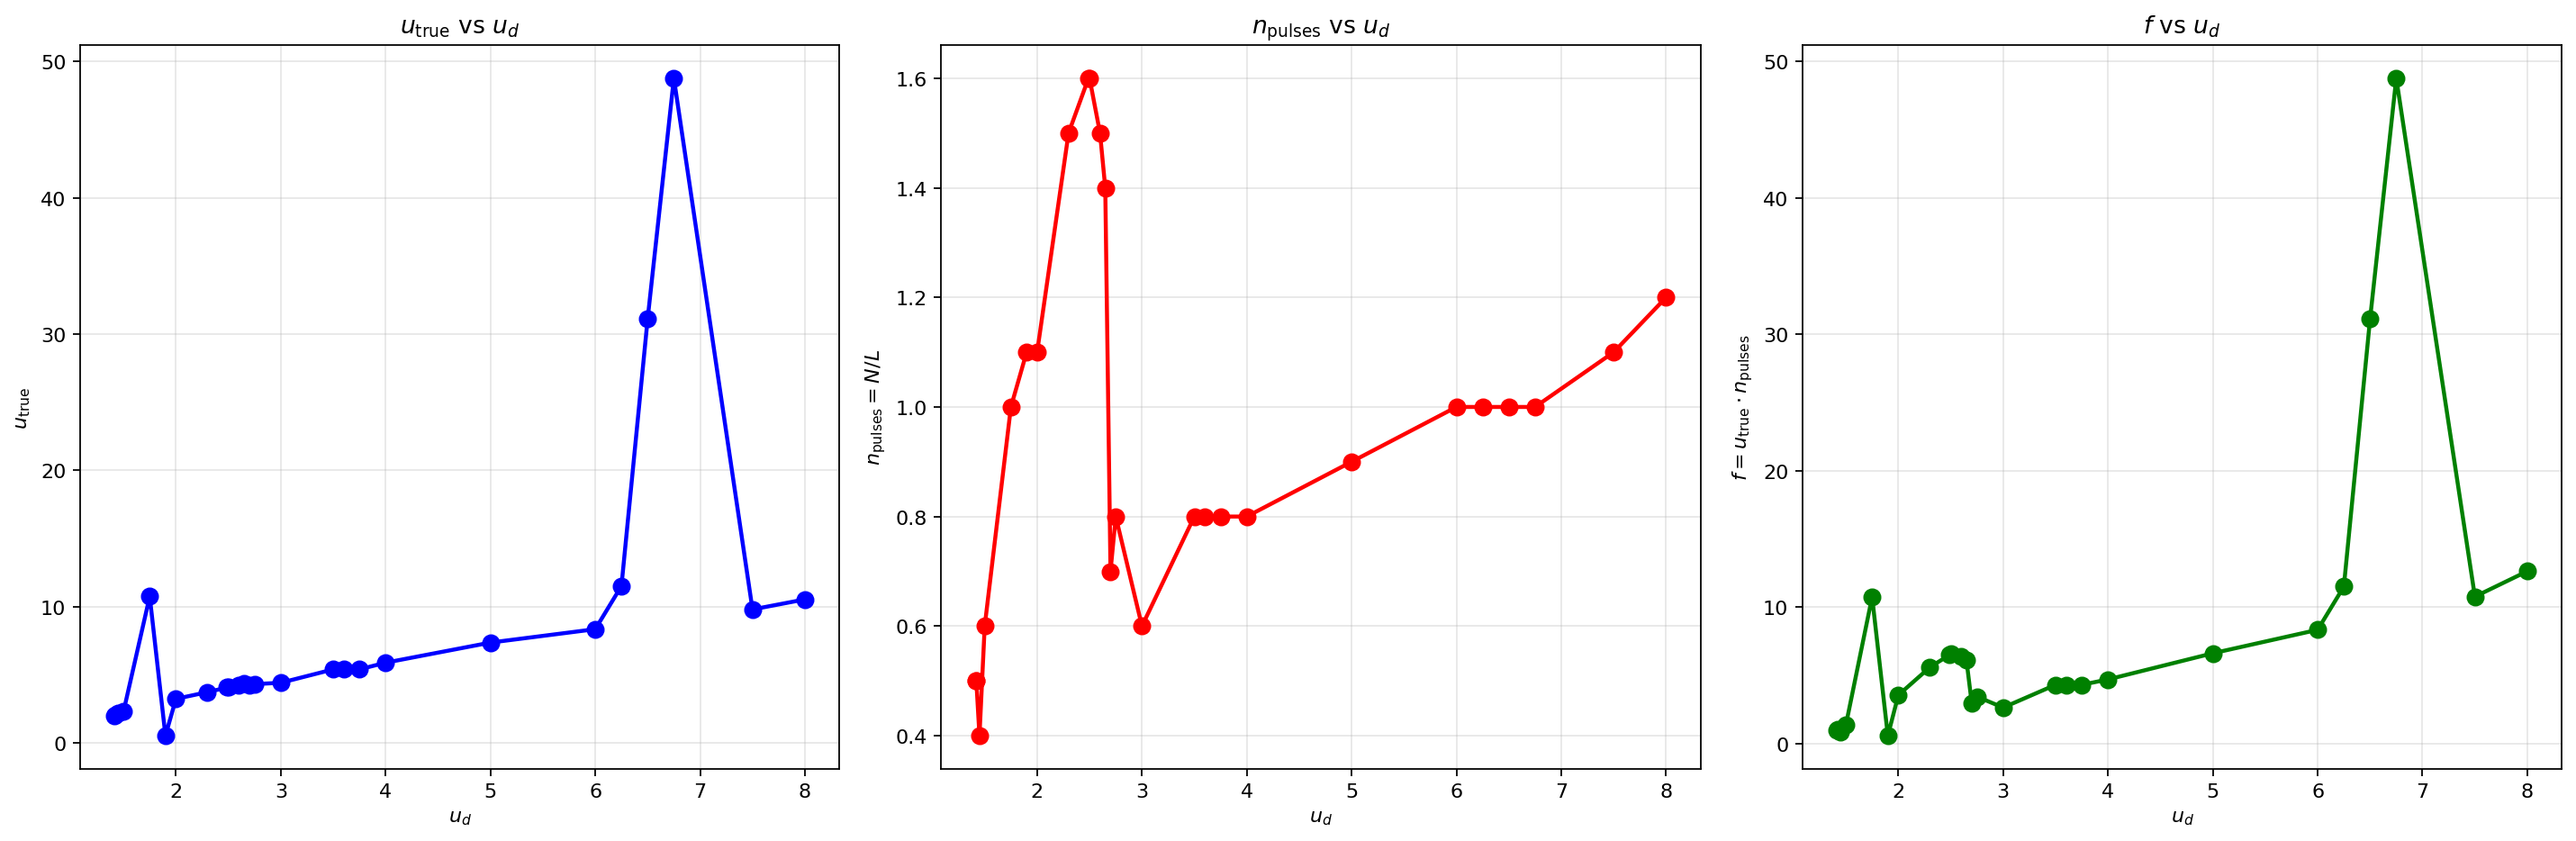 u_true vs u_d
50
40
30
20
10
0
u_true
2 3 4 5 6 7 8
u_d
n_pulses vs u_d
1.6
1.4
1.2
1.0
0.8
0.6
0.4
n_pulses = N/L
2 3 4 5 6 7 8
u_d
f vs u_d
50
40
30
20
10
0
f = u_true · n_pulses
2 3 4 5 6 7 8
u_d